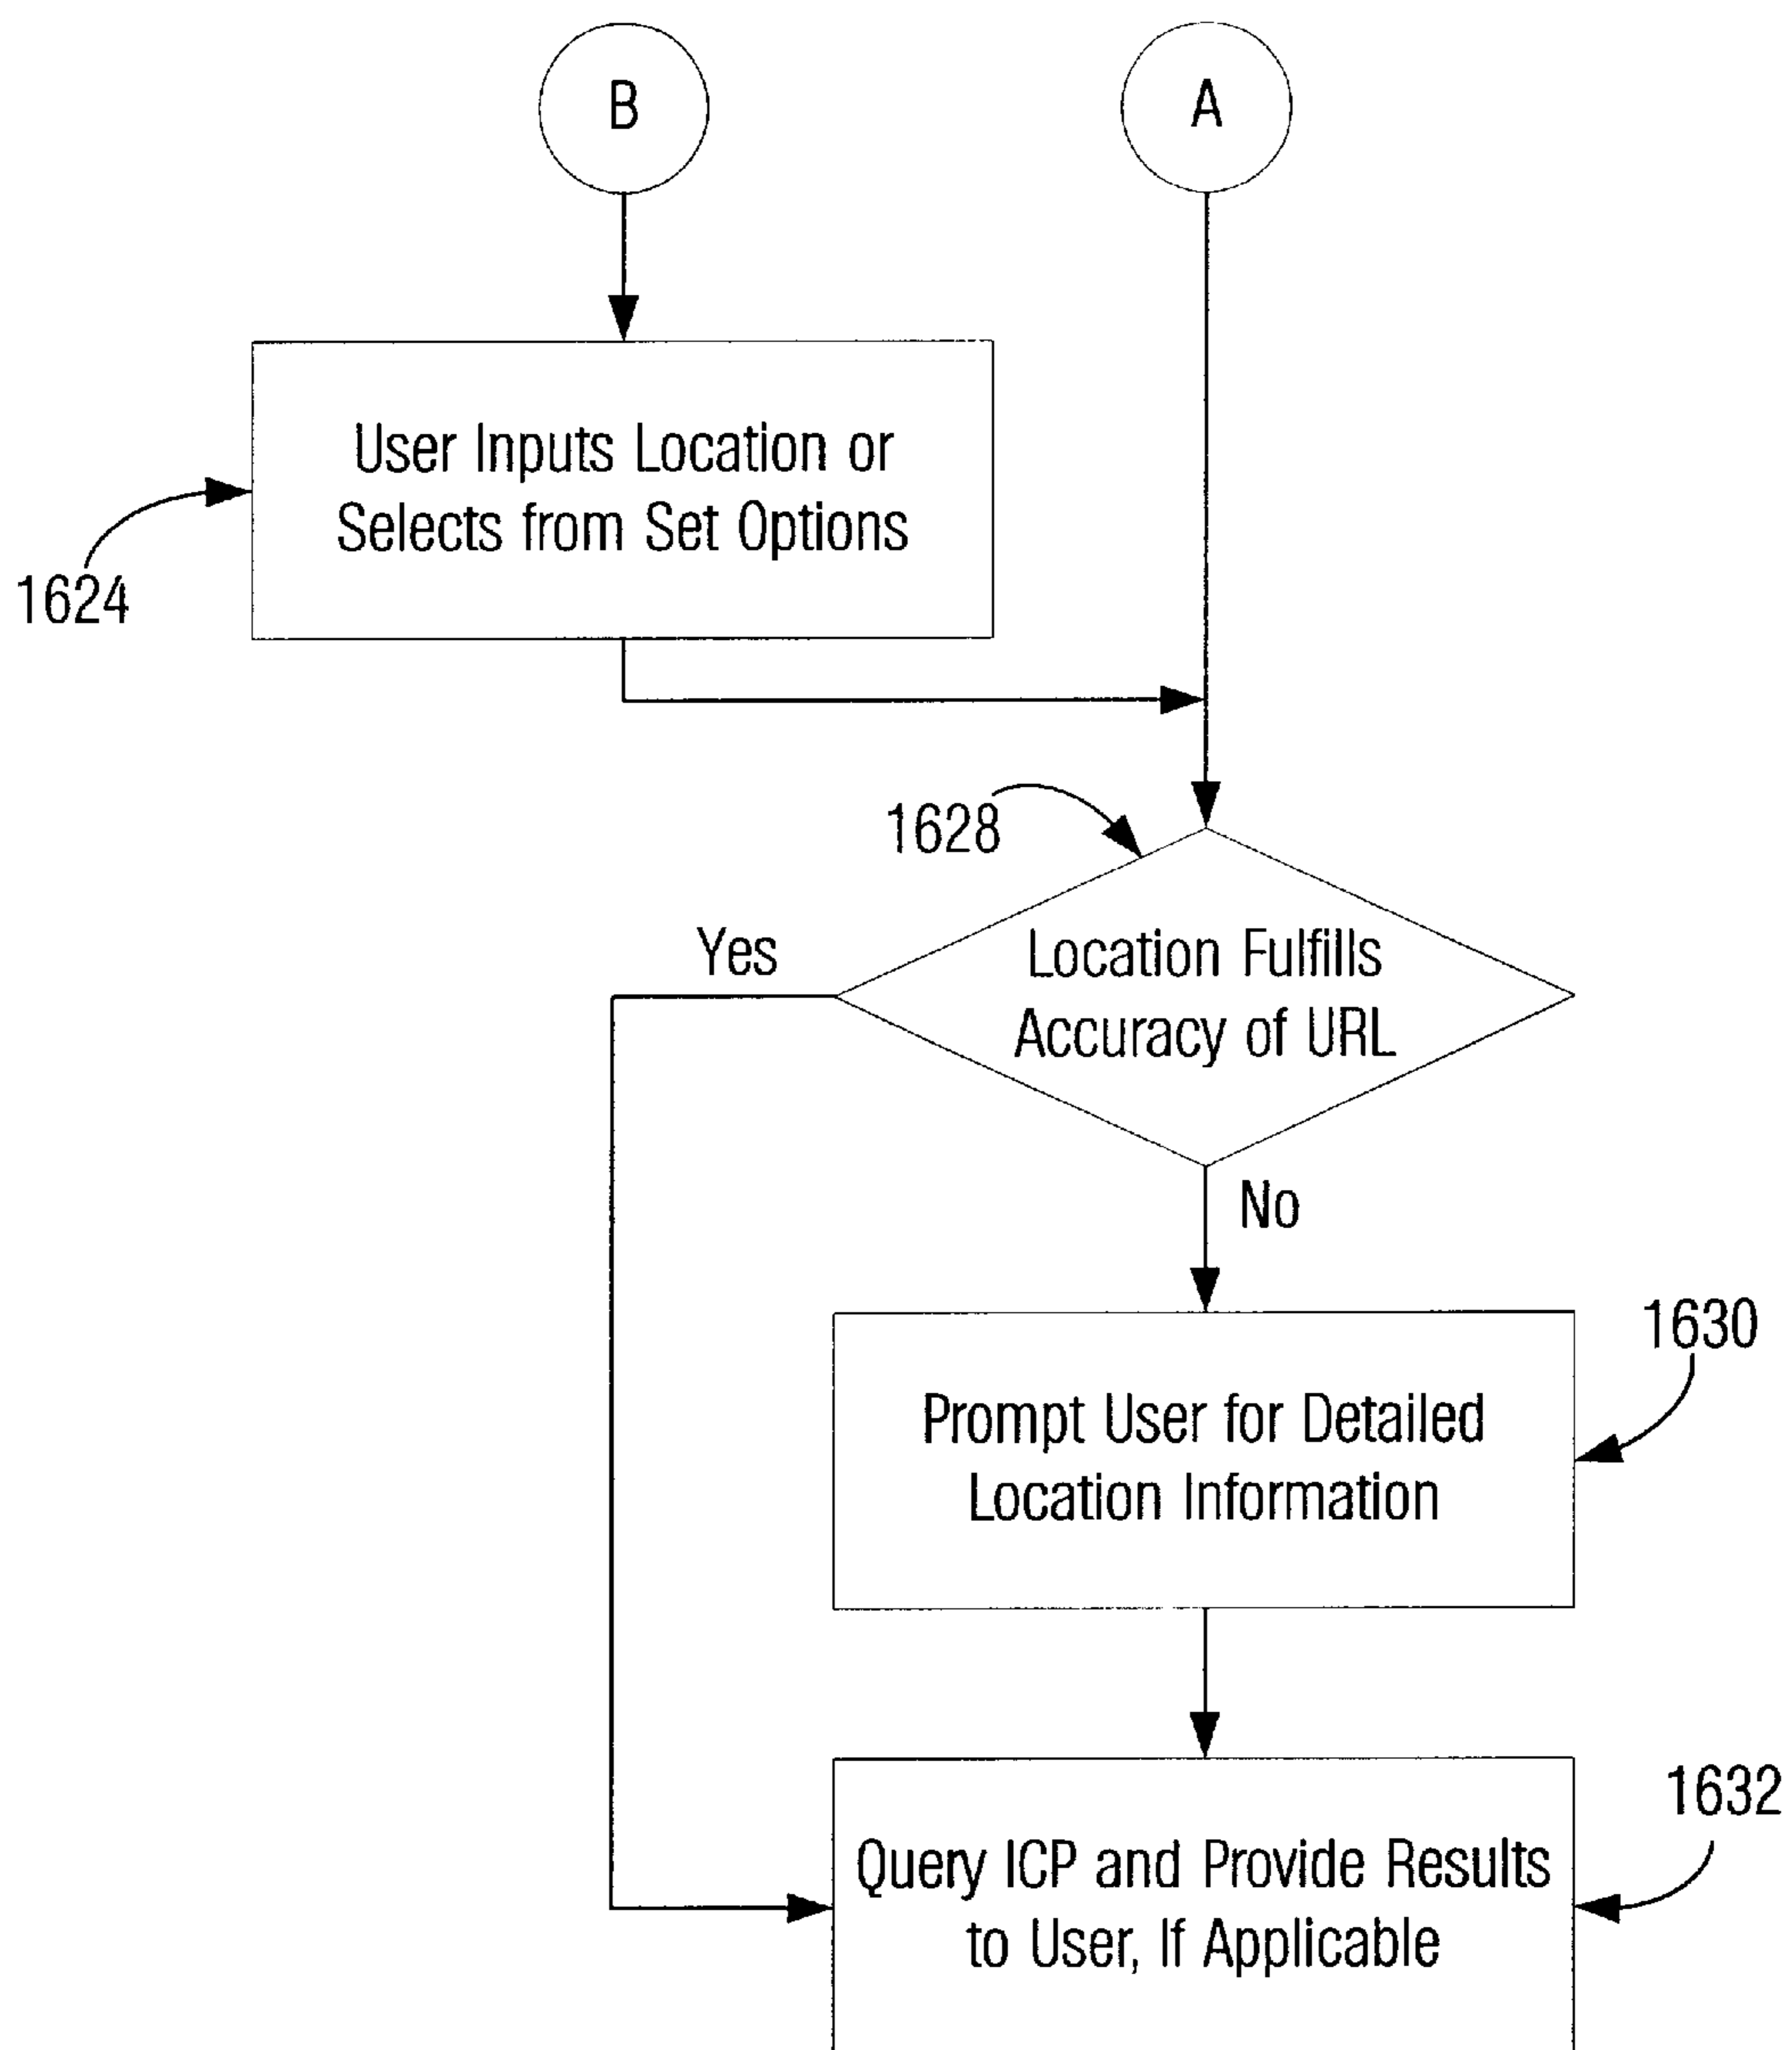 B
A
User Inputs Location or
Selects from Set Options
1624
1628
Yes
Location Fulfills
Accuracy of URL
No
1630
Prompt User for Detailed
Location Information
1632
Query ICP and Provide Results
to User, If Applicable